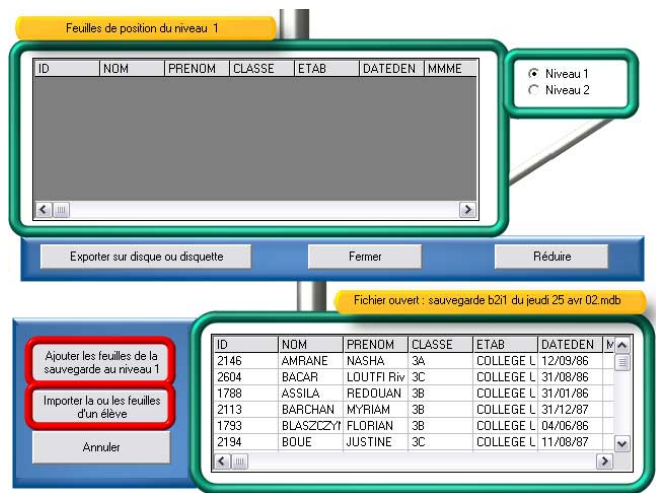 Feuilles de position du niveau 1
ID NOM PRENOM CLASSE ETAB DATEDEN MMME
Niveau 1
Niveau 2
Exporter sur disque ou disquette Fermer Réduire
Fichier ouvert : sauvegarde b2i1 du jeudi 25 avr 02.mdb
Ajouter les feuilles de la
sauvegarde au niveau 1
Importer la ou les feuilles
d'un élève
Annuler
ID NOM PRENOM CLASSE ETAB DATEDEN M
2146 AMRANE NASHA 3A COLLEGE U 12/09/86
2604 BACAR LOUTFI Riv 3C COLLEGE U 31/08/86
1788 ASSILA REDOUAN 3B COLLEGE U 31/01/86
2113 BARCHAN MYRIAM 3B COLLEGE U 31/12/87
1793 BLASZCZY FLORIAN 3B COLLEGE U 04/06/86
2194 BOUE JUSTINE 3C COLLEGE U 11/08/87